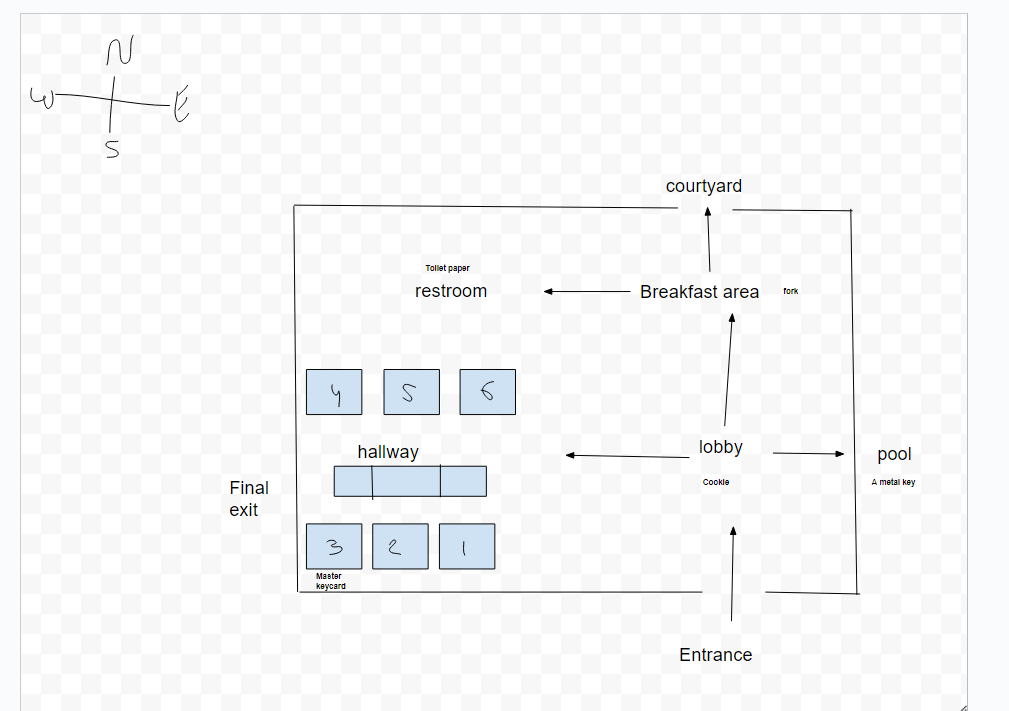 N
W E
S
courtyard
Toilet paper
restroom
Breakfast area
fork
4 5 6
hallway
lobby
pool
Cookie
A metal key
Final
exit
3 2 1
Master
keycard
Entrance